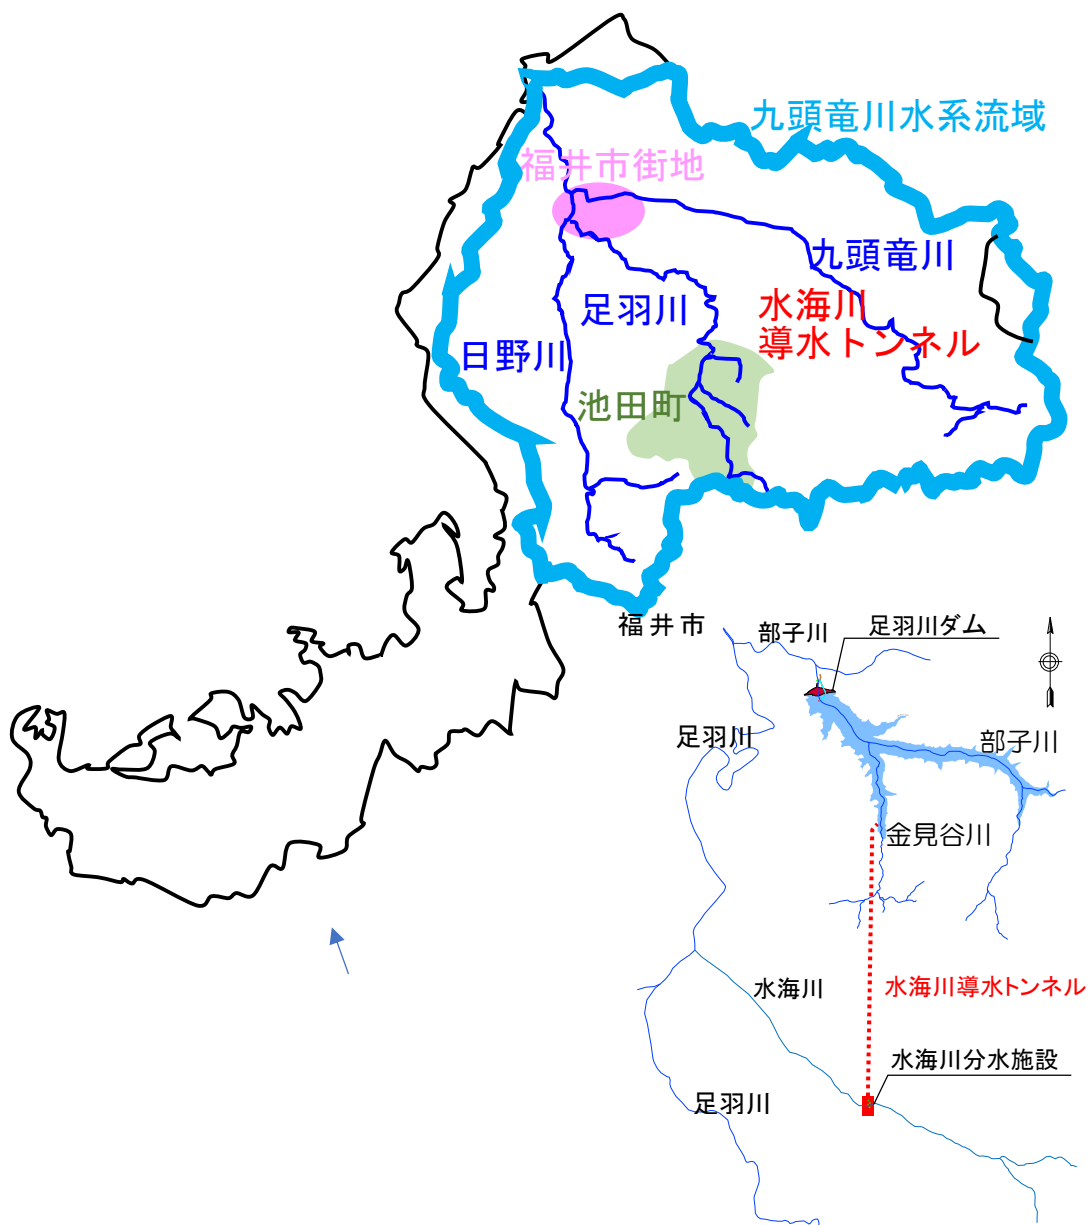 九頭竜川水系流域
福井市街地
九頭竜川
水海川
導水トンネル
足羽川
日野川
池田町
福井市
部子川
足羽川ダム
足羽川
部子川
金見谷川
水海川
水海川導水トンネル
水海川分水施設
足羽川